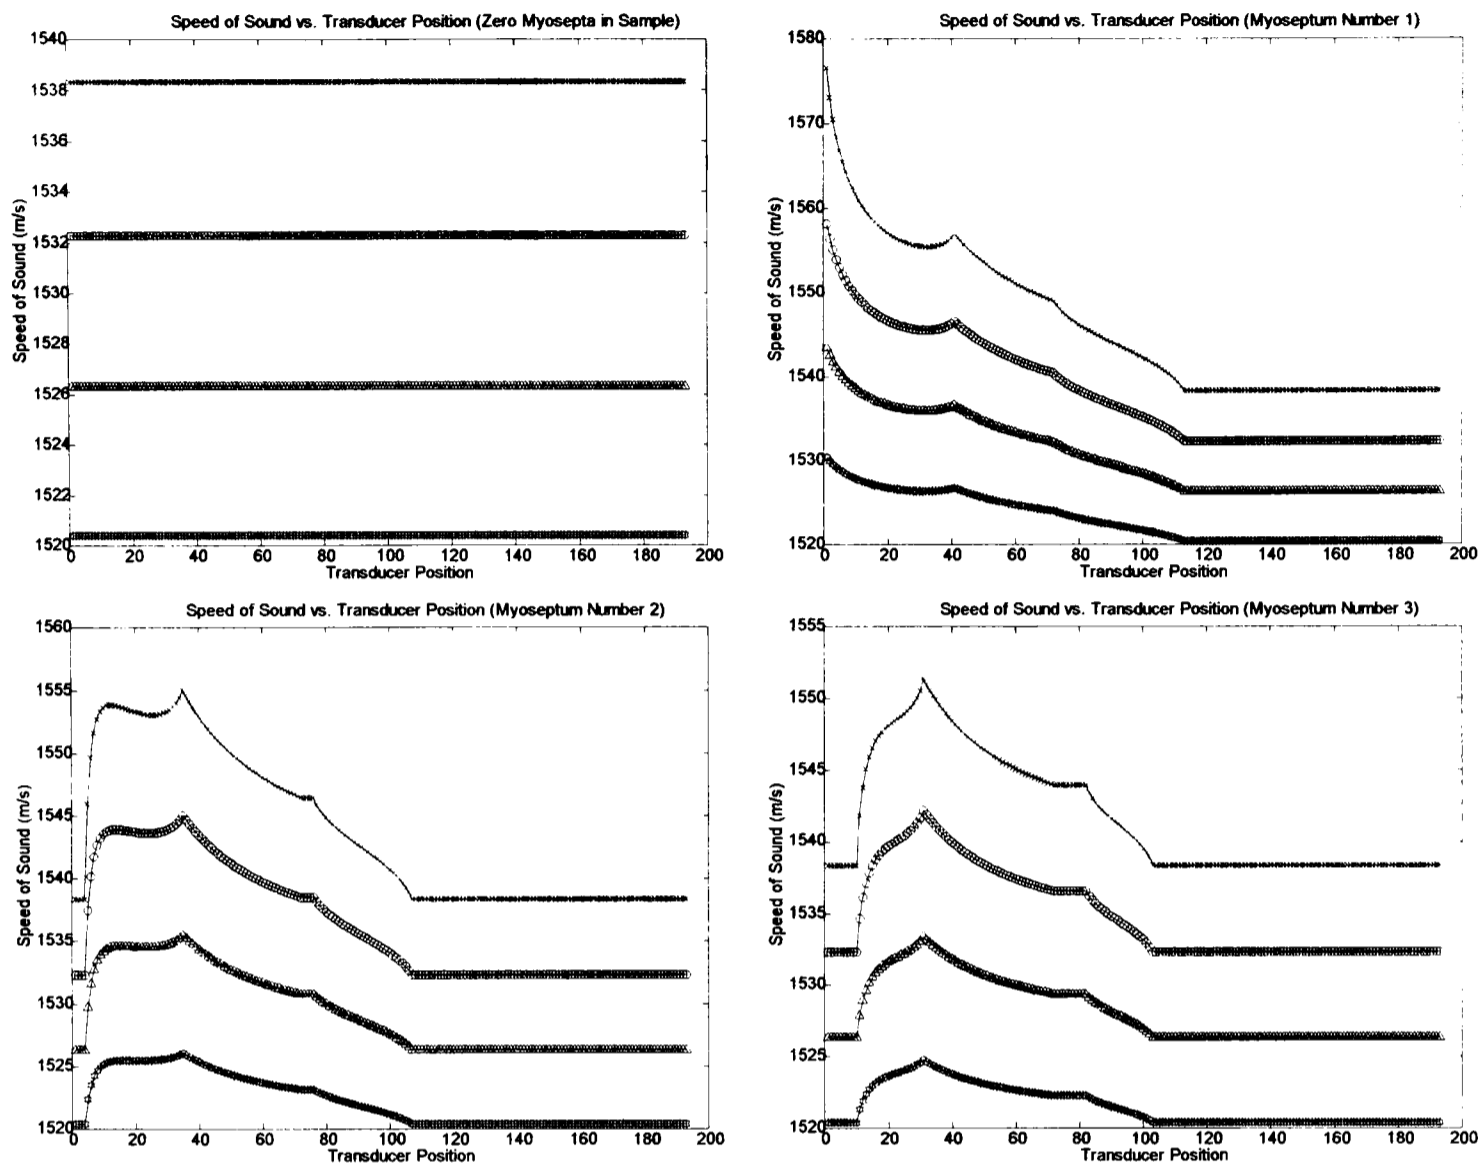 Speed of Sound vs. Transducer Position (Zero Myosepta in Sample)
1540
1538
1536
1534
1532
1530
1528
1526
1524
1522
1520
0 20 40 60 80 100 120 140 160 180 200
Speed of Sound (m/s)
Transducer Position
Speed of Sound vs. Transducer Position (Myoseptum Number 1)
1580
1570
1560
1550
1540
1530
1520
0 20 40 60 80 100 120 140 160 180 200
Speed of Sound (m/s)
Transducer Position
Speed of Sound vs. Transducer Position (Myoseptum Number 2)
1560
1555
1550
1545
1540
1535
1530
1525
1520
0 20 40 60 80 100 120 140 160 180 200
Speed of Sound (m/s)
Transducer Position
Speed of Sound vs. Transducer Position (Myoseptum Number 3)
1555
1550
1545
1540
1535
1530
1525
1520
0 20 40 60 80 100 120 140 160 180 200
Speed of Sound (m/s)
Transducer Position